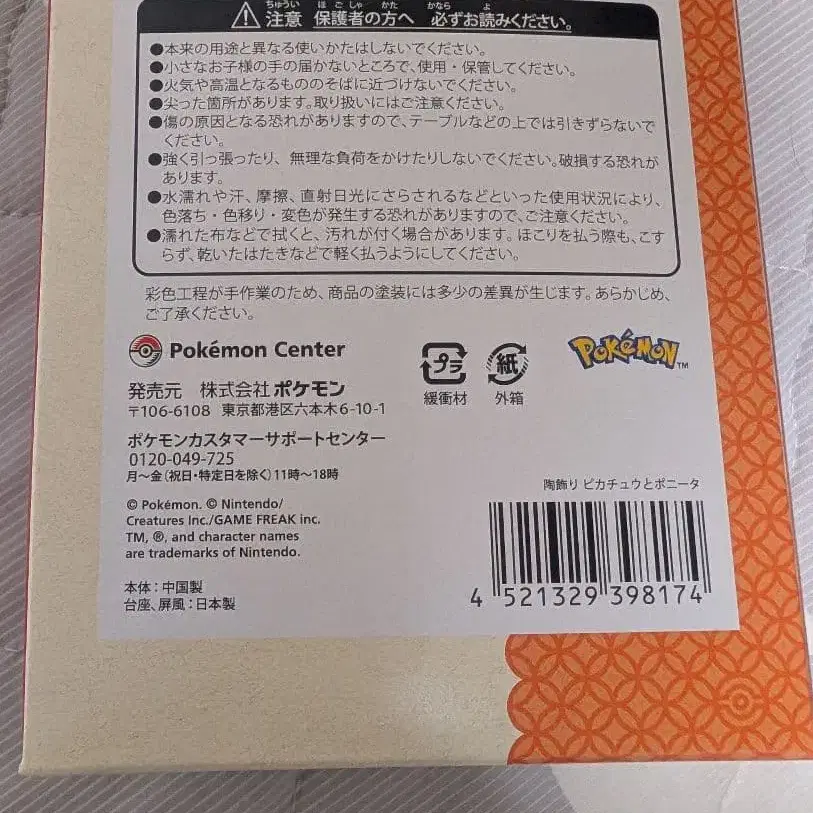 注意 保護者の方へ 必ずお読みください。
●本来の用途と異なる使いかたはしないでください。
●小さなお子様の手の届かないところで、使用・保管してください。
●火気や高温となるもののそばに近づけないでください。
●尖った箇所があります。取り扱いにはご注意ください。
●傷の原因となる恐れがありますので、テーブルなどの上では引きずらないで
ください。
●強く引っ張ったり、無理な負荷をかけたりしないでください。破損する恐れが
あります。
●水濡れや汗、摩擦、直射日光にさらされるなどといった使用状況により、
色落ち・色移り・変色が発生する恐れがありますので、ご注意ください。
●濡れた布などで拭くと、汚れが付く場合があります。ほこりを払う際も、こす
らず、乾いたはたきなどで軽く払うようにしてください。
彩色工程が手作業のため、商品の塗装には多少の差異が生じます。あらかじめ、
ご了承ください。
Pokémon Center
発売元 株式会社ポケモン
〒106-6108 東京都港区六本木6-10-1
ポケモンカスタマーサポートセンター
0120-049-725
月〜金(祝日・特定日を除く)11時〜18時
© Pokémon. © Nintendo/
Creatures Inc./GAME FREAK inc.
TM, ®, and character names
are trademarks of Nintendo.
本体:中国製
台座、屏風:日本製
プラ
緩衝材
紙
外箱
POKéMON TM
陶飾り ピカチュウとポニータ
4 521329 398174